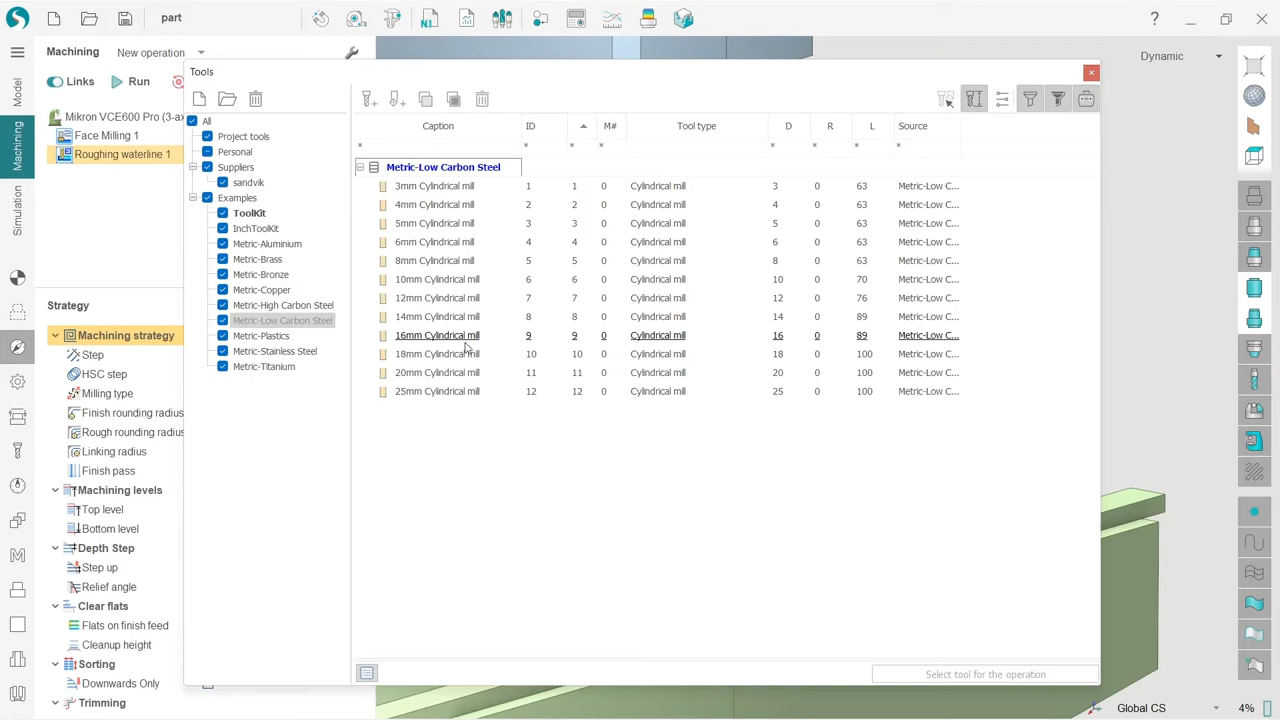 part
Machining
New operation
Dynamic
Links
Run
Tools
Model
Machining
Simulation
Mikron VCE600 Pro (3-ax
Face Milling 1
Roughing waterline 1
Strategy
Machining strategy
Step
HSC step
Milling type
Finish rounding radius
Rough rounding radius
Linking radius
Finish pass
Machining levels
Top level
Bottom level
Depth Step
Step up
Relief angle
Clear flats
Flats on finish feed
Cleanup height
Sorting
Downwards Only
Trimming
All
Project tools
Personal
Suppliers
sandvik
Examples
ToolKit
InchToolKit
Metric-Aluminium
Metric-Brass
Metric-Bronze
Metric-Copper
Metric-High Carbon Steel
Metric-Low Carbon Steel
Metric-Plastics
Metric-Stainless Steel
Metric-Titanium
Caption ID M# Tool type D R L Source
* * * * * * * *
Metric-Low Carbon Steel
3mm Cylindrical mill 1 1 0 Cylindrical mill 3 0 63 Metric-Low C...
4mm Cylindrical mill 2 2 0 Cylindrical mill 4 0 63 Metric-Low C...
5mm Cylindrical mill 3 3 0 Cylindrical mill 5 0 63 Metric-Low C...
6mm Cylindrical mill 4 4 0 Cylindrical mill 6 0 63 Metric-Low C...
8mm Cylindrical mill 5 5 0 Cylindrical mill 8 0 63 Metric-Low C...
10mm Cylindrical mill 6 6 0 Cylindrical mill 10 0 70 Metric-Low C...
12mm Cylindrical mill 7 7 0 Cylindrical mill 12 0 76 Metric-Low C...
14mm Cylindrical mill 8 8 0 Cylindrical mill 14 0 89 Metric-Low C...
16mm Cylindrical mill 9 9 0 Cylindrical mill 16 0 89 Metric-Low C...
18mm Cylindrical mill 10 10 0 Cylindrical mill 18 0 100 Metric-Low C...
20mm Cylindrical mill 11 11 0 Cylindrical mill 20 0 100 Metric-Low C...
25mm Cylindrical mill 12 12 0 Cylindrical mill 25 0 100 Metric-Low C...
Select tool for the operation
Global CS
4%